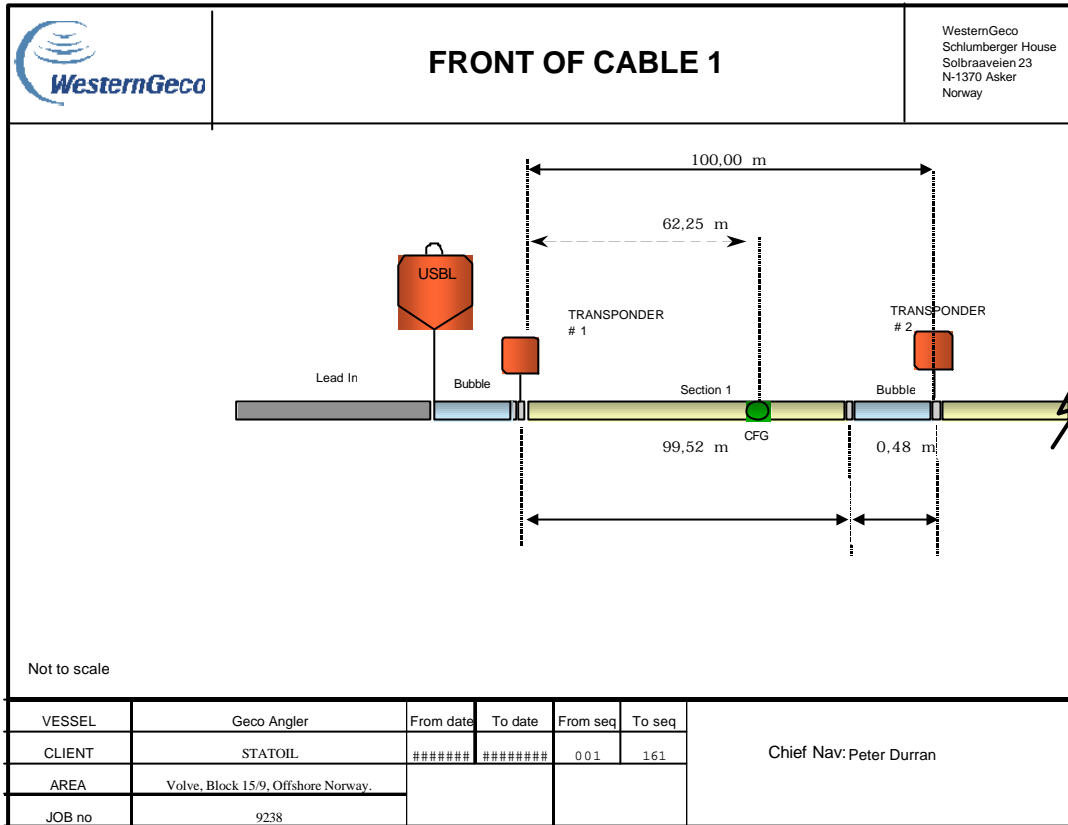 WesternGeco
FRONT OF CABLE 1
WesternGeco
Schlumberger House
Solbraaveien 23
N-1370 Asker
Norway
100,00 m
62,25 m
USBL
TRANSPONDER
# 1
TRANSPONDER
# 2
Lead In
Bubble
Section 1
Bubble
CFG
99,52 m
0,48 m
Not to scale
VESSEL Geco Angler From date To date From seq To seq
CLIENT STATOIL ####### ######## 001 161
Chief Nav: Peter Durran
AREA Volve, Block 15/9, Offshore Norway.
JOB no 9238